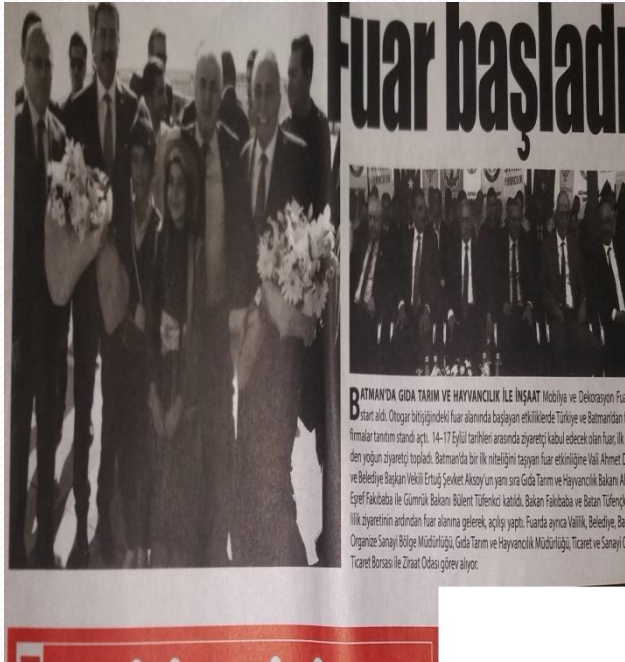 Fuar başladı
BATMAN'DA GIDA TARIM VE HAYVANCILIK İLE İNŞAAT Mobilya ve Dekorasyon Fua
start aldı. Otogar bitişiğindeki fuar alanında başlayan etkiliklerde Türkiye ve Batman'dan
firmalar tanıtım standı açtı. 14–17 Eylül tarihleri arasında ziyaretçi kabul edecek olan fuar, ilk
den yoğun ziyaretçi topladı. Batman'da bir ilk niteliğini taşıyan fuar etkinliğine Vali Ahmet D
ve Belediye Başkan Vekili Ertuğ Şevket Aksoy'un yanı sıra Gıda Tarım ve Hayvancılık Bakanı A
Eşref Fakıbaba ile Gümrük Bakanı Bülent Tüfenkci katıldı. Bakan Fakıbaba ve Batan Tüfençk
lilik ziyaretinin ardından fuar alanına gelerek, açılışı yaptı. Fuarda ayrıca Valilik, Belediye, Ba
Organize Sanayi Bölge Müdürlüğü, Gıda Tarım ve Hayvancılık Müdürlüğü, Ticaret ve Sanayi O
Ticaret Borsası ile Ziraat Odası görev alıyor.